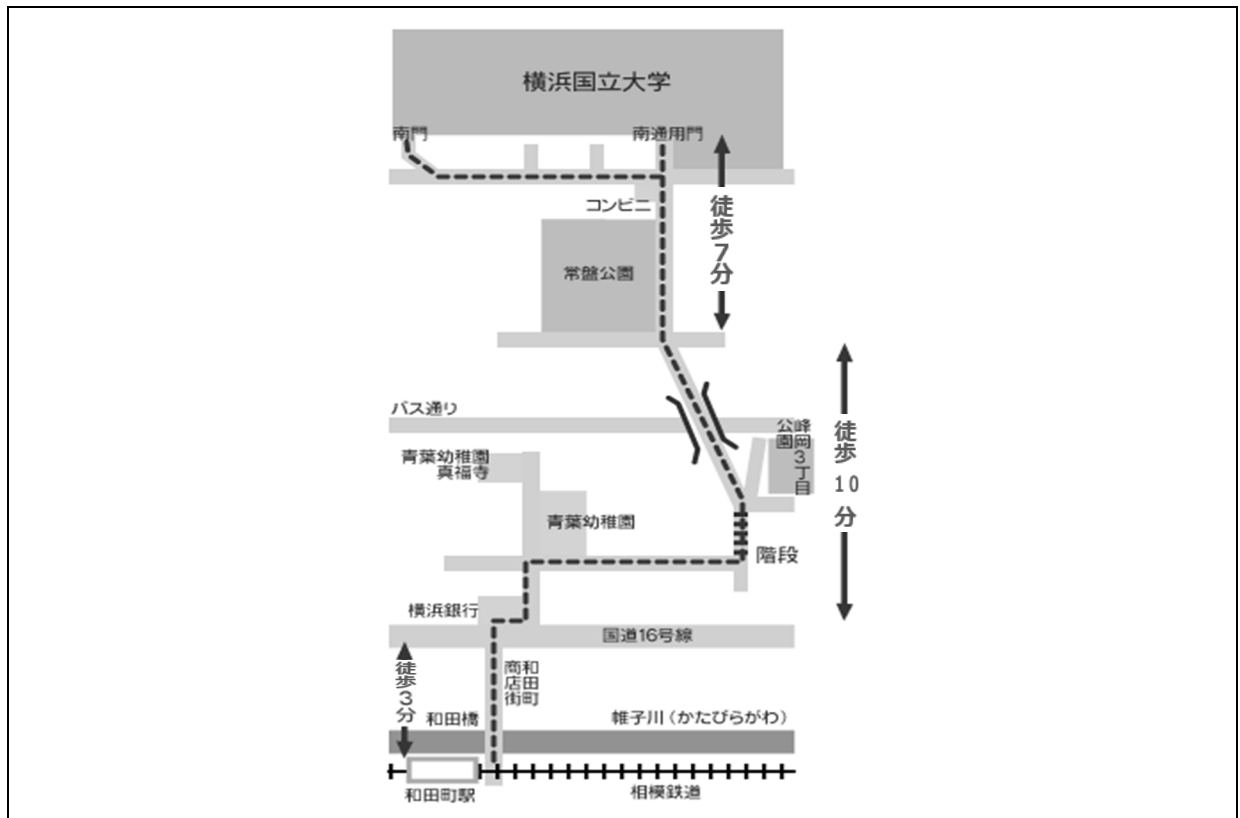 横浜国立大学
南門
南通用門
コンビニ
徒歩7分
常盤公園
バス通り
峰岡3丁目
公園
徒歩10分
青葉幼稚園
真福寺
青葉幼稚園
階段
横浜銀行
国道16号線
徒歩3分
和田町
商店街
和田橋
帷子川(かたびらがわ)
和田町駅
相模鉄道